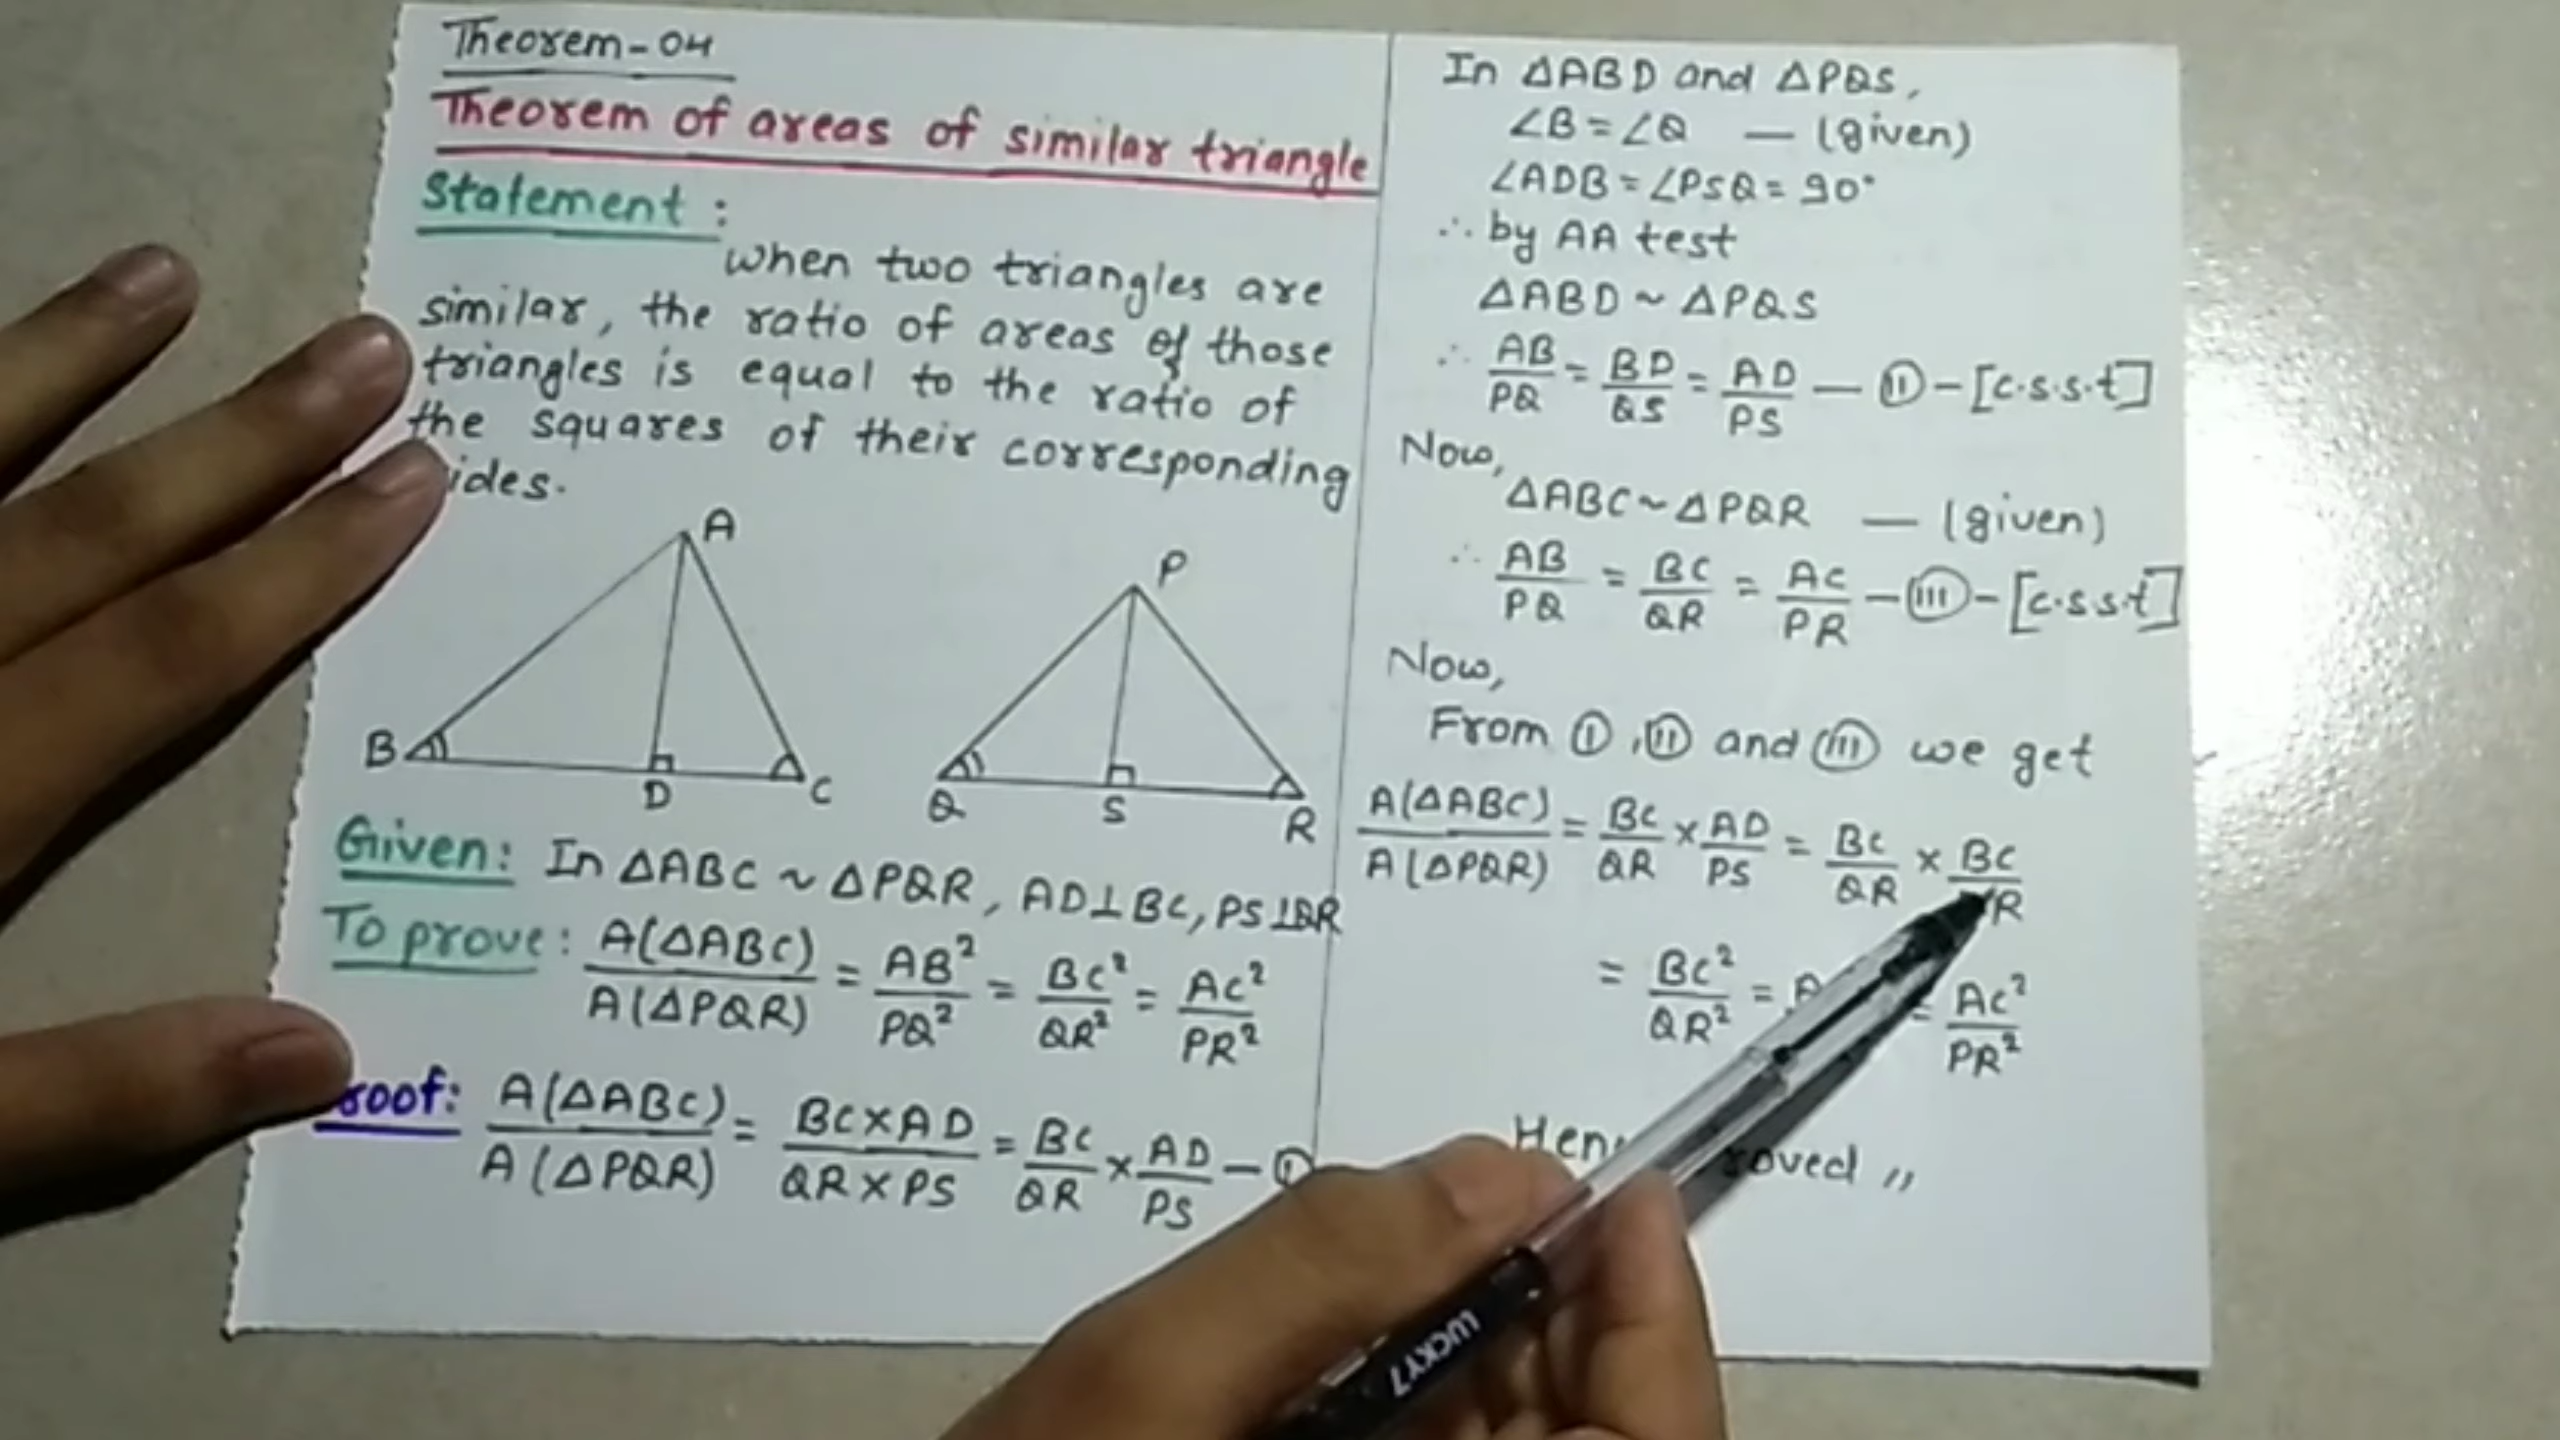 Theorem-04
Theorem of areas of similar triangle
Statement:
when two triangles are
similar, the ratio of areas of those
triangles is equal to the ratio of
the squares of their corresponding
ides.
A
B
D
C
P
Q
S
R
Given: In ΔABC ~ ΔPQR, AD⊥BC, PS⊥QR
To prove: A(ΔABC)/A(ΔPQR) = AB²/PQ² = BC²/QR² = AC²/PR²
roof: A(ΔABC)/A(ΔPQR) = BC×AD/QR×PS = BC/QR × AD/PS — Ⓘ
In ΔABD and ΔPQS,
∠B = ∠Q — (given)
∠ADB = ∠PSQ = 90°
∴ by AA test
ΔABD ~ ΔPQS
∴ AB/PQ = BD/QS = AD/PS — (II) – [c.s.s.t]
Now,
ΔABC ~ ΔPQR — (given)
∴ AB/PQ = BC/QR = AC/PR — (III) – [c.s.s.t]
Now,
From (I), (II) and (III) we get
A(ΔABC)/A(ΔPQR) = BC/QR × AD/PS = BC/QR × BC/R
= BC²/QR² = A = AC²/PR²
Hen roved ,,
LUCKY7